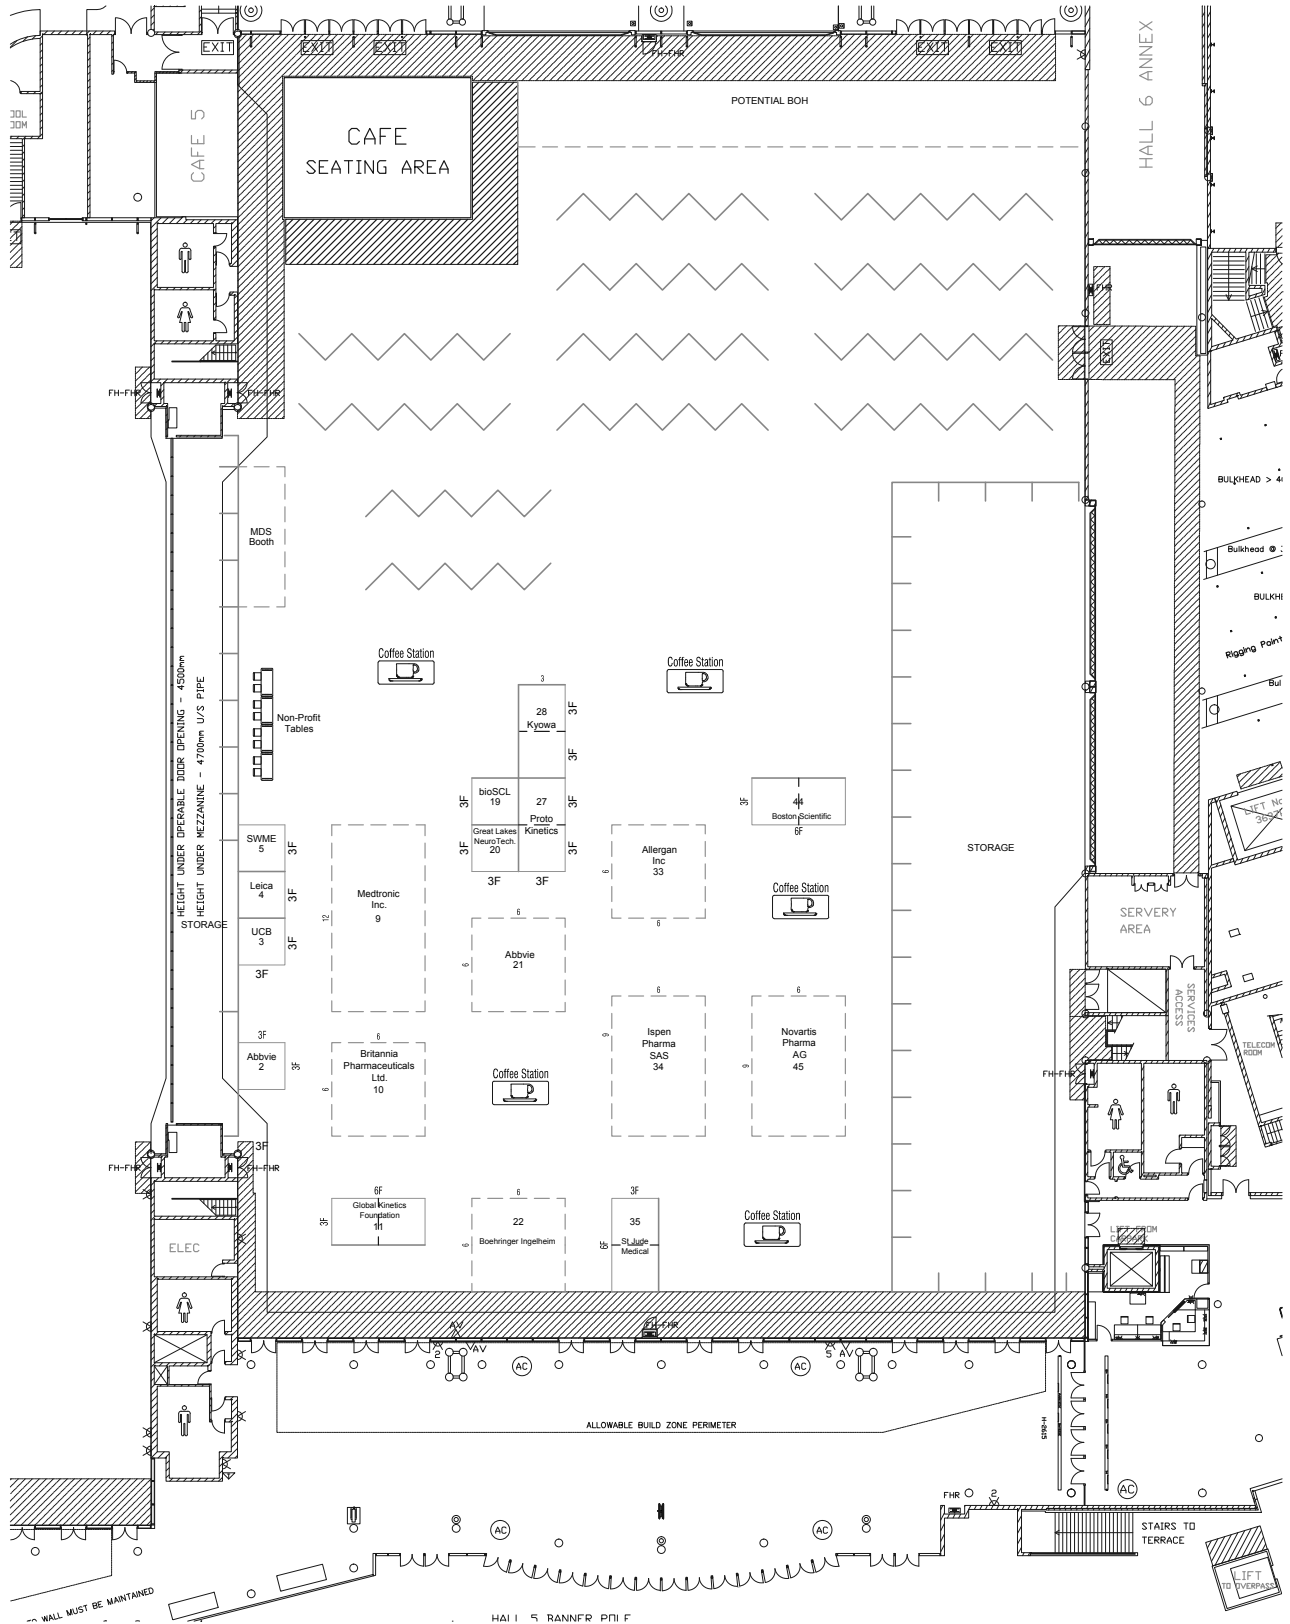 EXIT
EXIT
EXIT
EXIT
EXIT
FH-FHR
POTENTIAL BOH
HALL 6 ANNEX
CAFE 5
CAFE
SEATING AREA
FHR
EXIT
FH-FHR
FH-FHR
BULKHEAD > 4
Bulkhead @
Rigging Point
MDS
Booth
HEIGHT UNDER OPERABLE DOOR OPENING - 4500mm
HEIGHT UNDER MEZZANINE - 4700mm U/S PIPE
Coffee Station
Coffee Station
Non-Profit
Tables
3
28
Kyowa
3F
3F
bioSCL
19
3F
27
Proto
Kinetics
3F
Great Lakes
NeuroTech.
20
3F
3F
3F
3F
44
Boston Scientific
3F
6F
STORAGE
SWME
5
3F
Leica
4
3F
UCB
3
3F
3F
STORAGE
Medtronic
Inc.
9
12
Allergan
Inc
33
6
6
Coffee Station
Abbvie
21
6
6
SERVERY
AREA
SERVICES
ACCESS
TELECOM
ROOM
3F
Abbvie
2
3F
6
Britannia
Pharmaceuticals
Ltd.
10
6
Coffee Station
6
Ispen
Pharma
SAS
34
9
6
Novartis
Pharma
AG
45
9
FH-FHR
3F
FH-FHR
FH-FHR
6F
Global Kinetics
Foundation
11
3F
6
22
Boehringer Ingelheim
6
3F
35
St Jude
Medical
6F
Coffee Station
ELEC
LIFT FROM
CARPARK
FH-FHR
AV
2
AV
5
AV
AC
AC
ALLOWABLE BUILD ZONE PERIMETER
H-2615
AC
FHR
2
AC
AC
STAIRS TO
TERRACE
LIFT
TO OVERPASS
WALL MUST BE MAINTAINED
HALL 5 BANNER POLE